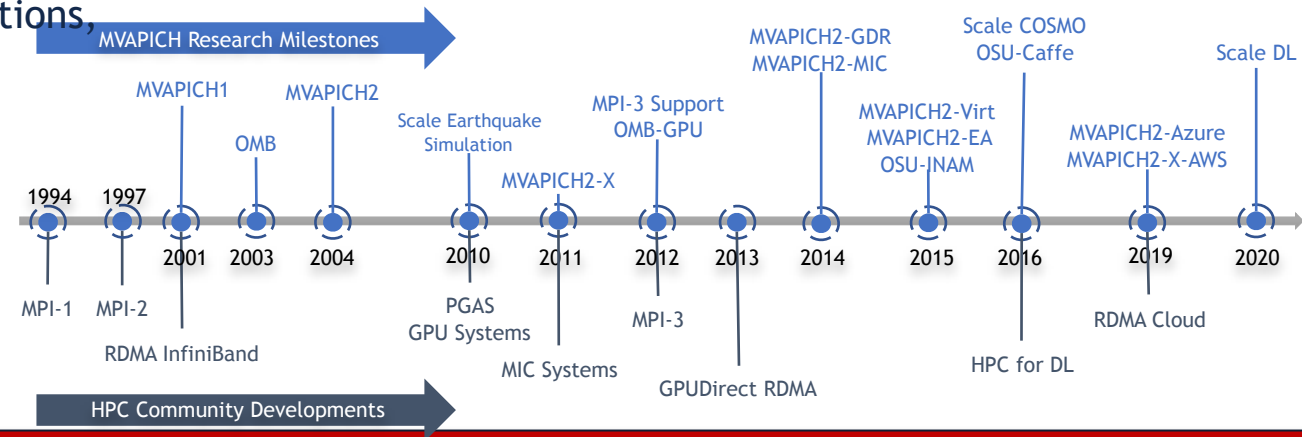 tions,
MVAPICH Research Milestones
MVAPICH1
OMB
MVAPICH2
Scale Earthquake
Simulation
MVAPICH2-X
MPI-3 Support
OMB-GPU
MVAPICH2-GDR
MVAPICH2-MIC
MVAPICH2-Virt
MVAPICH2-EA
OSU-INAM
Scale COSMO
OSU-Caffe
MVAPICH2-Azure
MVAPICH2-X-AWS
Scale DL
1994
1997
2001
2003
2004
2010
2011
2012
2013
2014
2015
2016
2019
2020
MPI-1
MPI-2
RDMA InfiniBand
PGAS
GPU Systems
MIC Systems
MPI-3
GPUDirect RDMA
HPC for DL
RDMA Cloud
HPC Community Developments